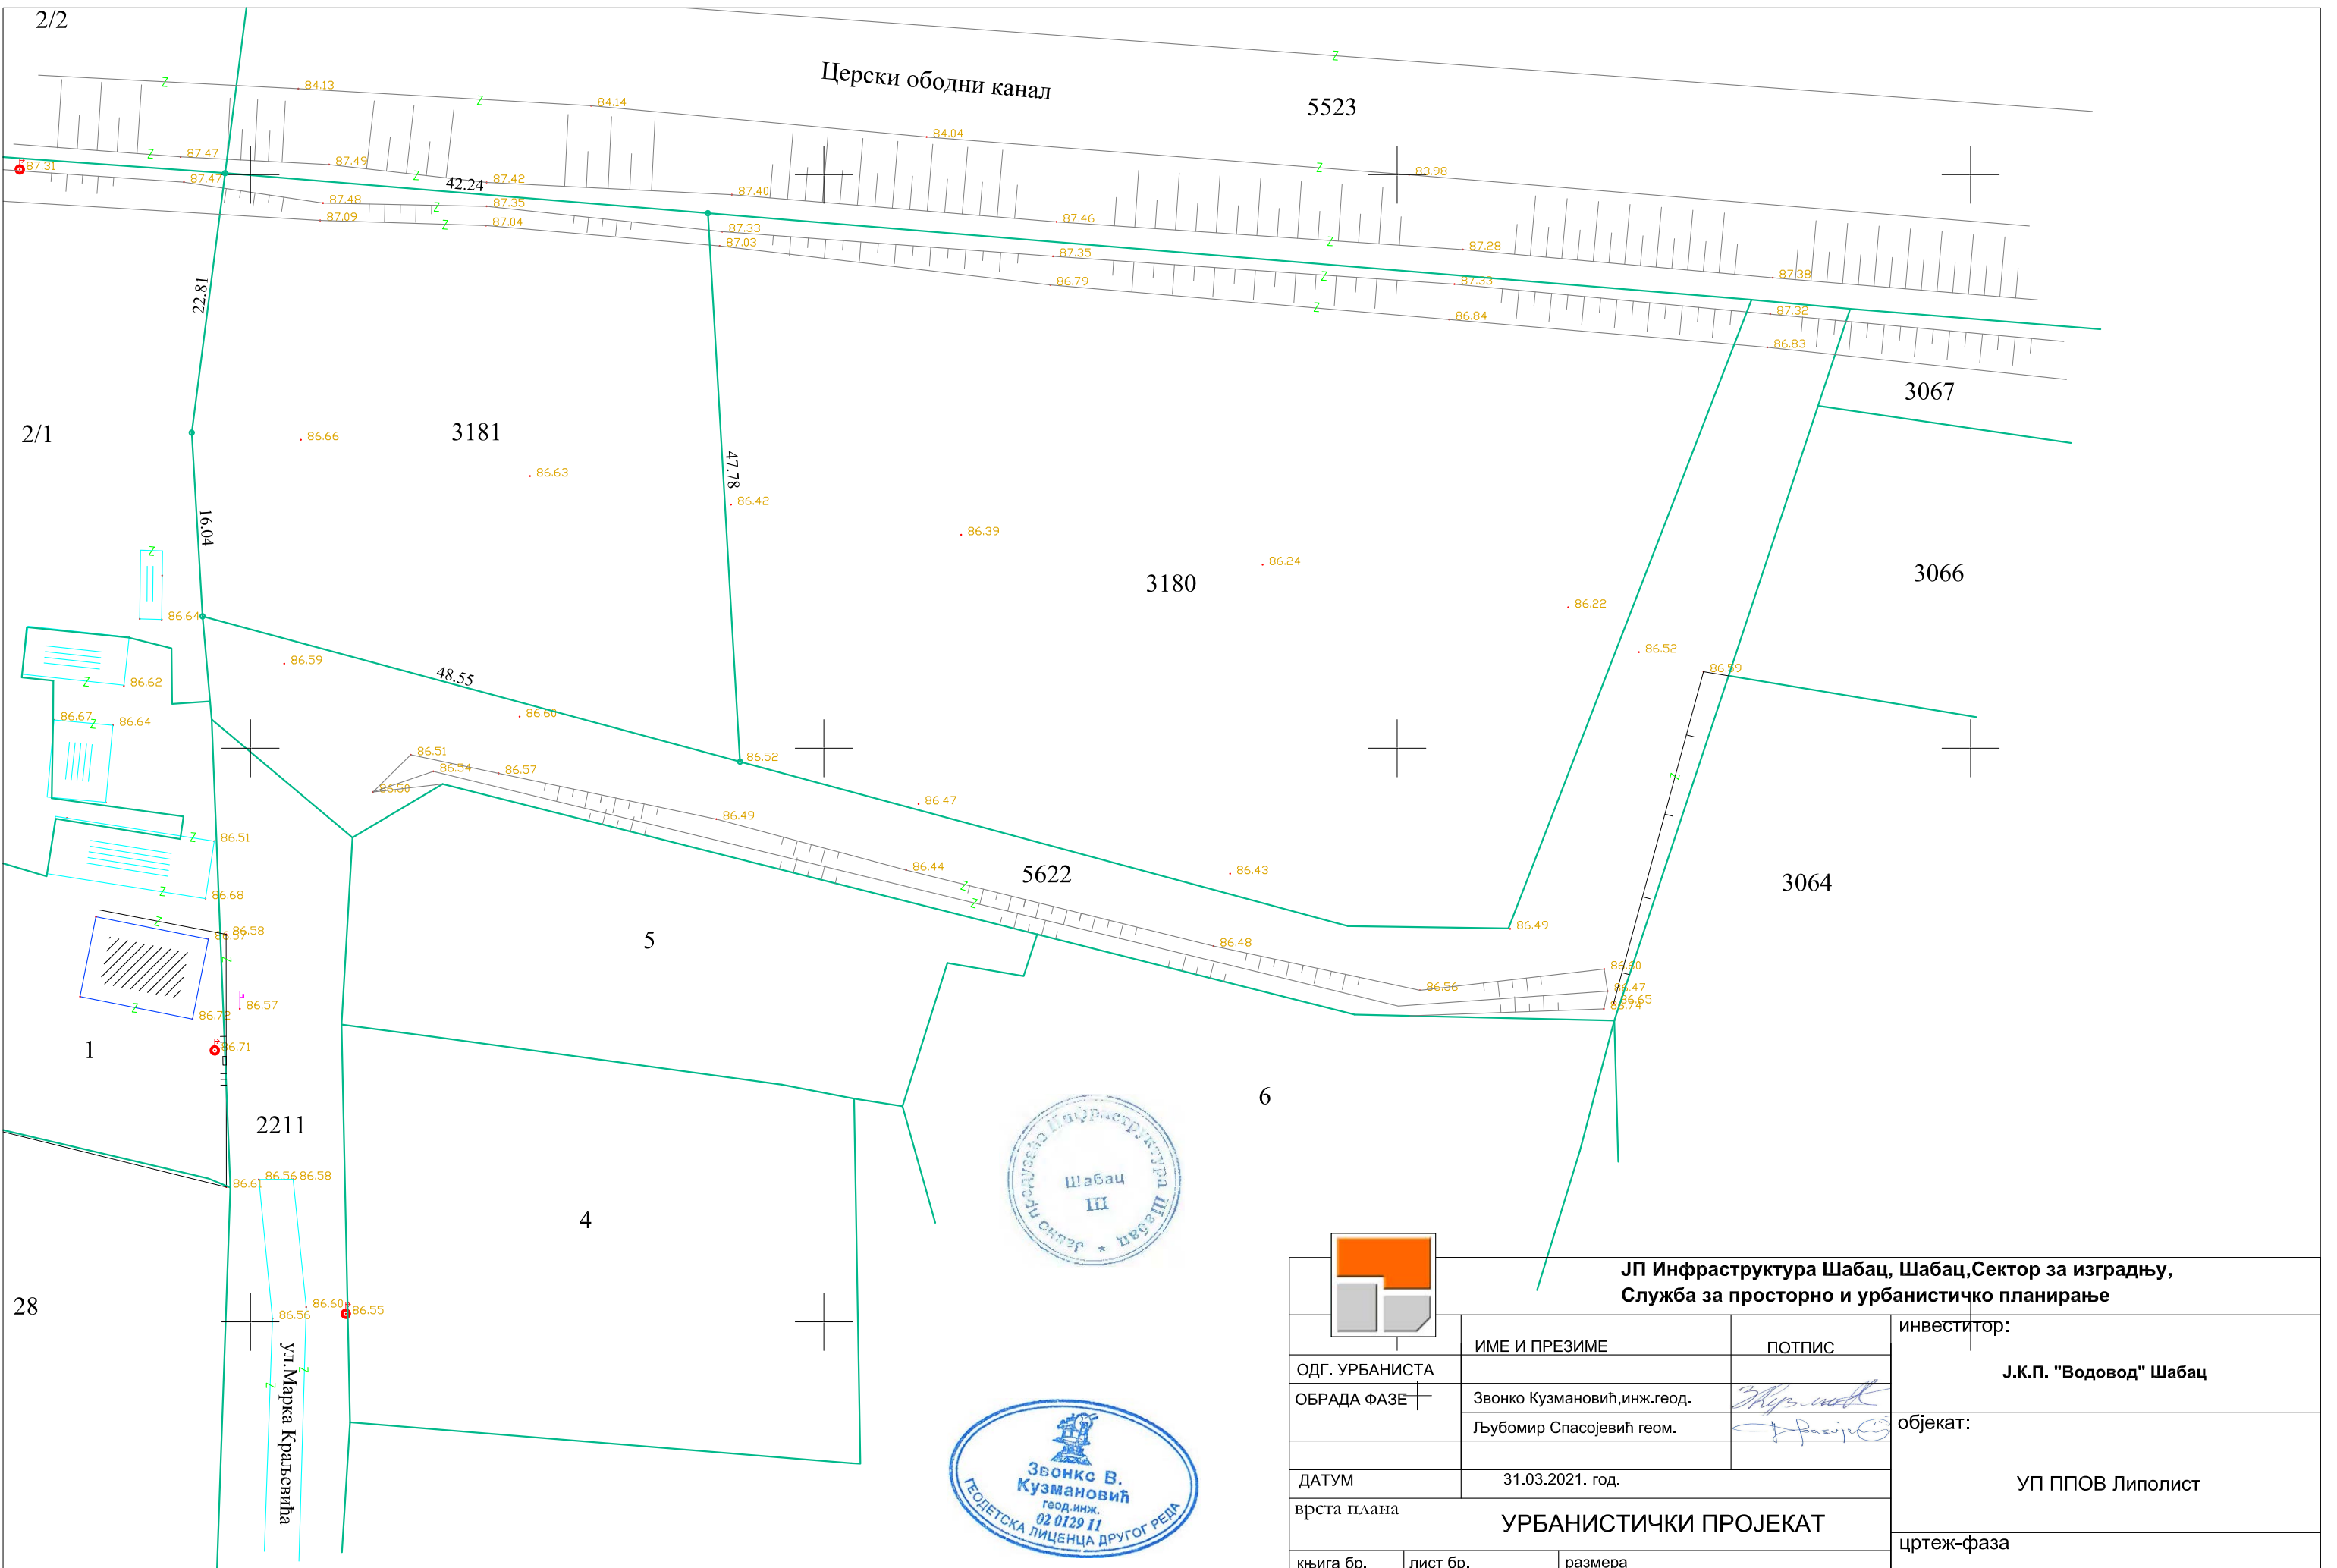 2/2
Церски ободни канал
5523
84.13
84.14
84.04
83.98
87.31
87.47
87.49
87.47
87.42
42.24
87.40
87.48
87.35
87.46
87.09
87.04
87.33
87.03
87.28
87.35
87.38
86.79
87.33
87.32
86.84
86.83
22.81
3067
2/1
86.66
3181
86.63
47.78
86.42
86.39
86.24
3180
3066
16.04
86.22
86.64
86.59
86.52
86.59
86.62
48.55
86.67
86.64
86.60
86.51
86.54
86.57
86.52
86.50
86.47
86.49
86.51
86.44
5622
86.43
3064
86.68
86.58
86.57
5
86.49
86.48
86.60
86.56
86.47
86.65
86.74
86.57
86.72
86.71
1
2211
6
86.61
86.56
86.58
4
28
86.56
86.60
86.55
ул.Марка Краљевића
Јавно предузеће Инфраструктура Шабац *
Шабац
III
Звонко В.
Кузмановић
геод.инж.
02 0129 11
ГЕОДЕТСКА ЛИЦЕНЦА ДРУГОГ РЕДА
ЈП Инфраструктура Шабац, Шабац,Сектор за изградњу,
Служба за просторно и урбанистичко планирање
ИМЕ И ПРЕЗИМЕ
ПОТПИС
инвеститор:
ОДГ. УРБАНИСТА
Ј.К.П. "Водовод" Шабац
ОБРАДА ФАЗЕ
Звонко Кузмановић,инж.геод.
Љубомир Спасојевић геом.
објекат:
ДАТУМ
31.03.2021. год.
УП ППОВ Липолист
врста плана
УРБАНИСТИЧКИ ПРОЈЕКАТ
цртеж-фаза
књига бр.
лист бр.
размера